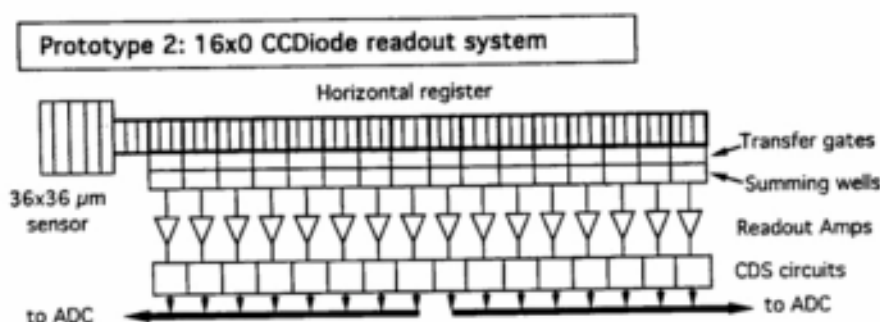 Prototype 2: 16x0 CCDiode readout system
Horizontal register
Transfer gates
Summing wells
36x36 µm
sensor
Readout Amps
CDS circuits
to ADC
to ADC